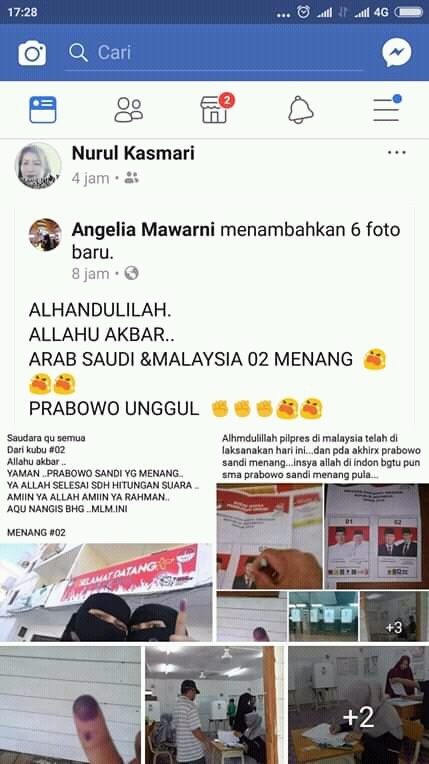 17:28
4G
Cari
2
Nurul Kasmari
4 jam
Angelia Mawarni menambahkan 6 foto
baru.
8 jam
ALHANDULILAH.
ALLAHU AKBAR..
ARAB SAUDI &MALAYSIA 02 MENANG 😭
😭😭
PRABOWO UNGGUL ✊✊✊😭😭
Saudara qu semua
Dari kubu #02
Allahu akbar ..
YAMAN ..PRABOWO SANDI YG MENANG..
YA ALLAH SELESAI SDH HITUNGAN SUARA ..
AMIIN YA ALLAH AMIIN YA RAHMAN..
AQU NANGIS BHG ..MLM.INI
MENANG #02
Alhmdulillah pilpres di malaysia telah di
laksanakan hari ini...dan pda akhirx prabowo
sandi menang...insya allah di indon bgtu pun
sma prabowo sandi menang pula...
SELAMAT DATANG
01 02
+3
+2